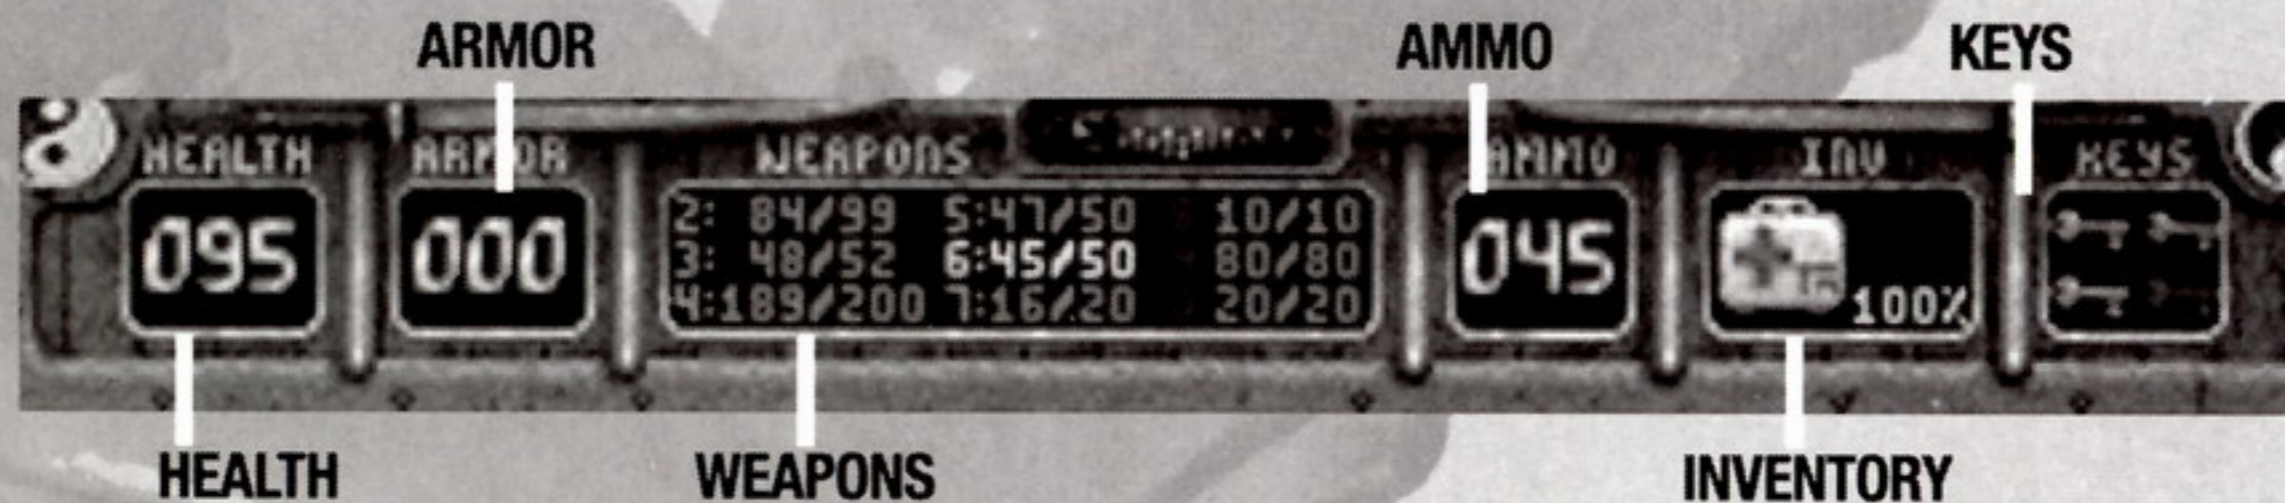 ARMOR AMMO KEYS
HEALTH ARMOR WEAPONS AMMO INV KEYS
2: 84/99 5:47/50 10/10
095 000 3: 48/52 6:45/50 80/80 045
4:189/200 7:16/20 20/20 100%
HEALTH WEAPONS INVENTORY